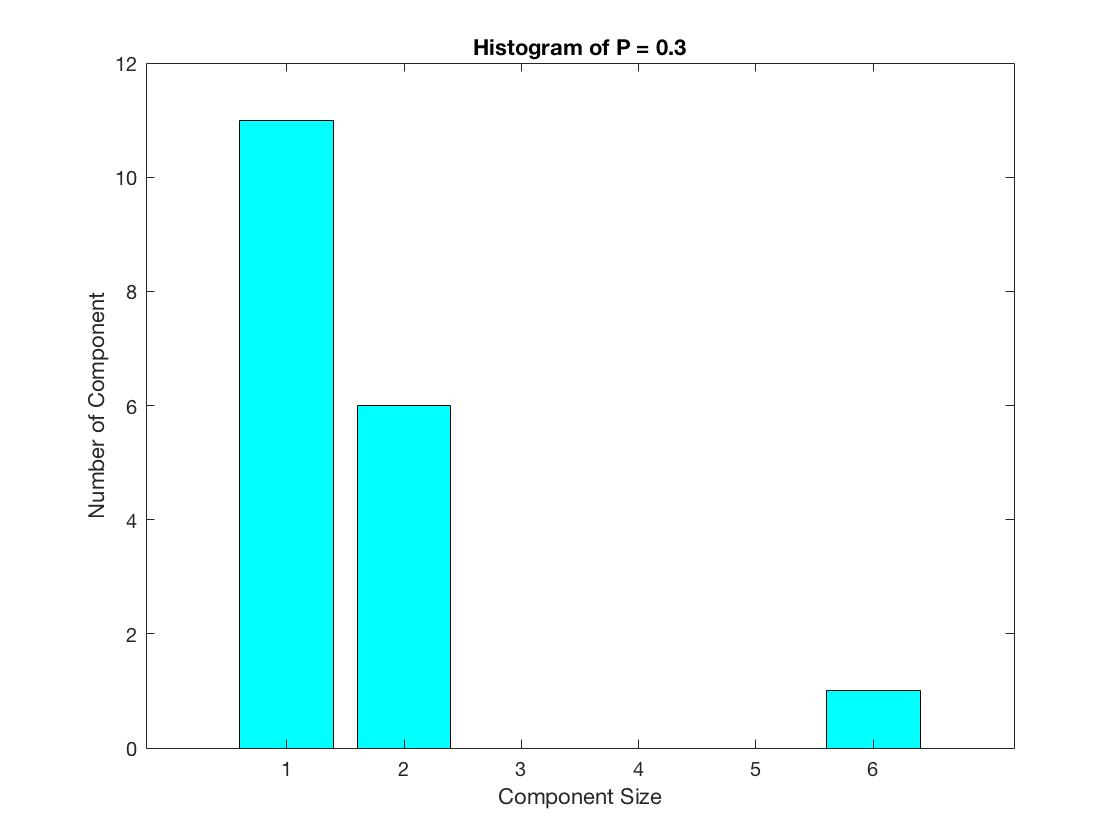 Histogram of P = 0.3
12
10
8
6
4
2
0
Number of Component
1 2 3 4 5 6
Component Size